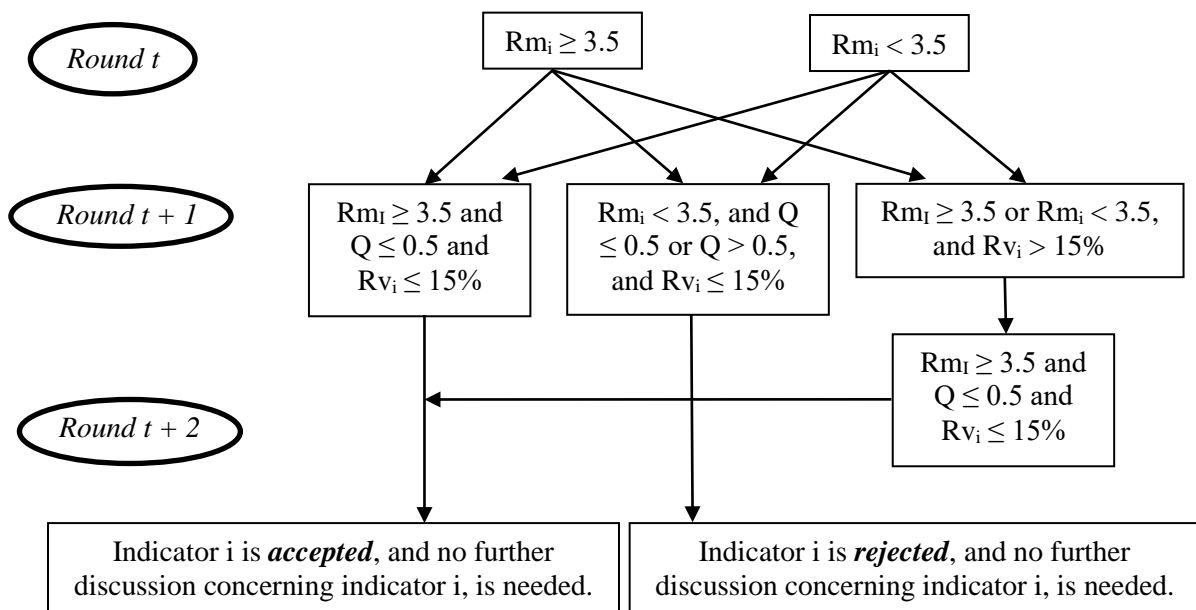 Round t
Rmᵢ ≥ 3.5
Rmᵢ < 3.5
Round t + 1
Rm_I ≥ 3.5 and
Q ≤ 0.5 and
Rvᵢ ≤ 15%
Rmᵢ < 3.5, and Q
≤ 0.5 or Q > 0.5,
and Rvᵢ ≤ 15%
Rm_I ≥ 3.5 or Rmᵢ < 3.5,
and Rvᵢ > 15%
Round t + 2
Rm_I ≥ 3.5 and
Q ≤ 0.5 and
Rvᵢ ≤ 15%
Indicator i is accepted, and no further
discussion concerning indicator i, is needed.
Indicator i is rejected, and no further
discussion concerning indicator i, is needed.